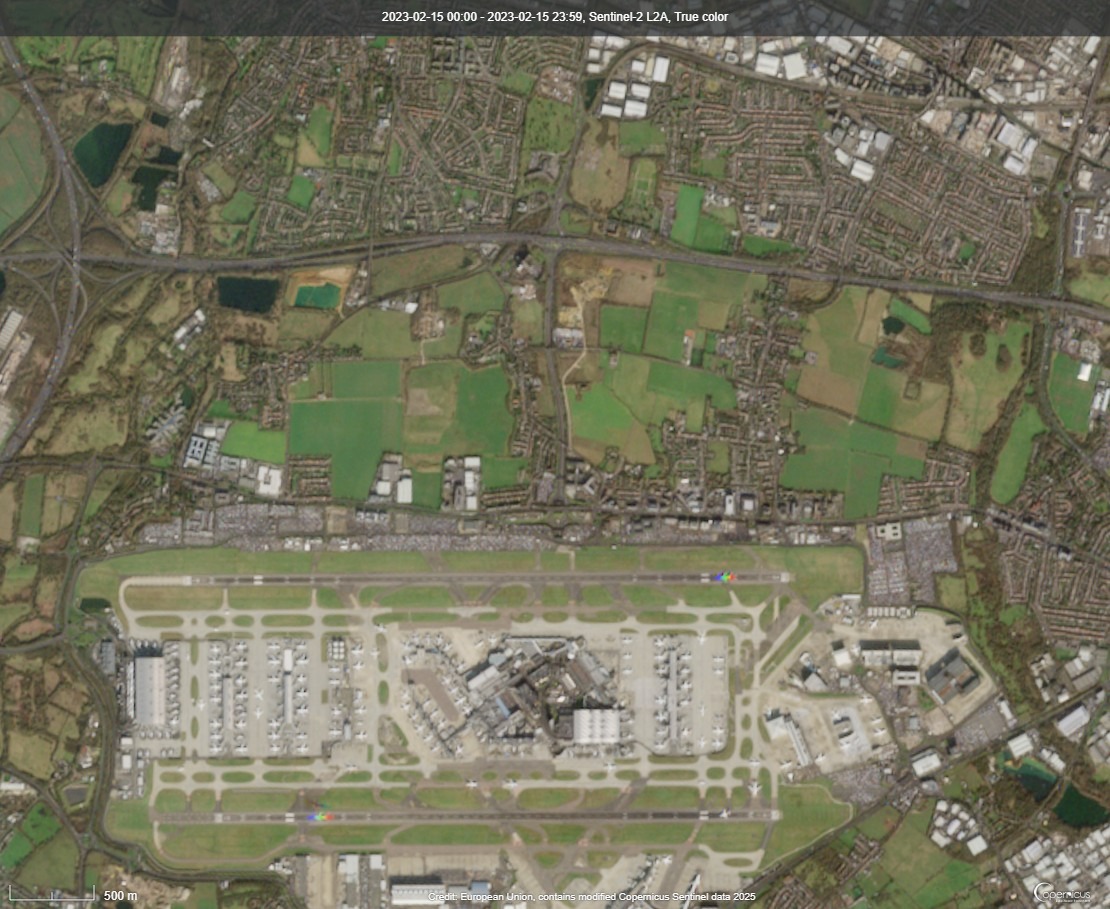 2023-02-15 00:00 - 2023-02-15 23:59, Sentinel-2 L2A, True color
500 m
Credit: European Union, contains modified Copernicus Sentinel data 2025
opernicus